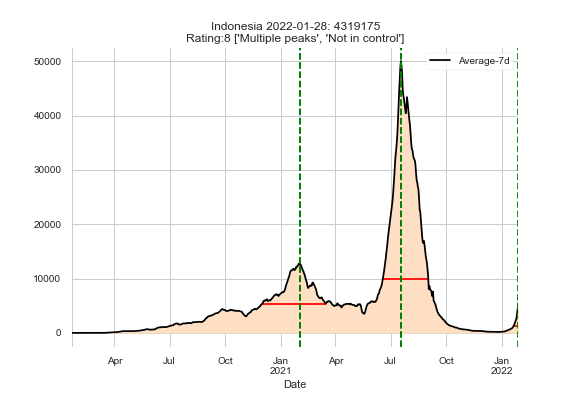 Indonesia 2022-01-28: 4319175
Rating:8 ['Multiple peaks', 'Not in control']
Average-7d
50000
40000
30000
20000
10000
0
Apr Jul Oct Jan Apr Jul Oct Jan
2021 2022
Date